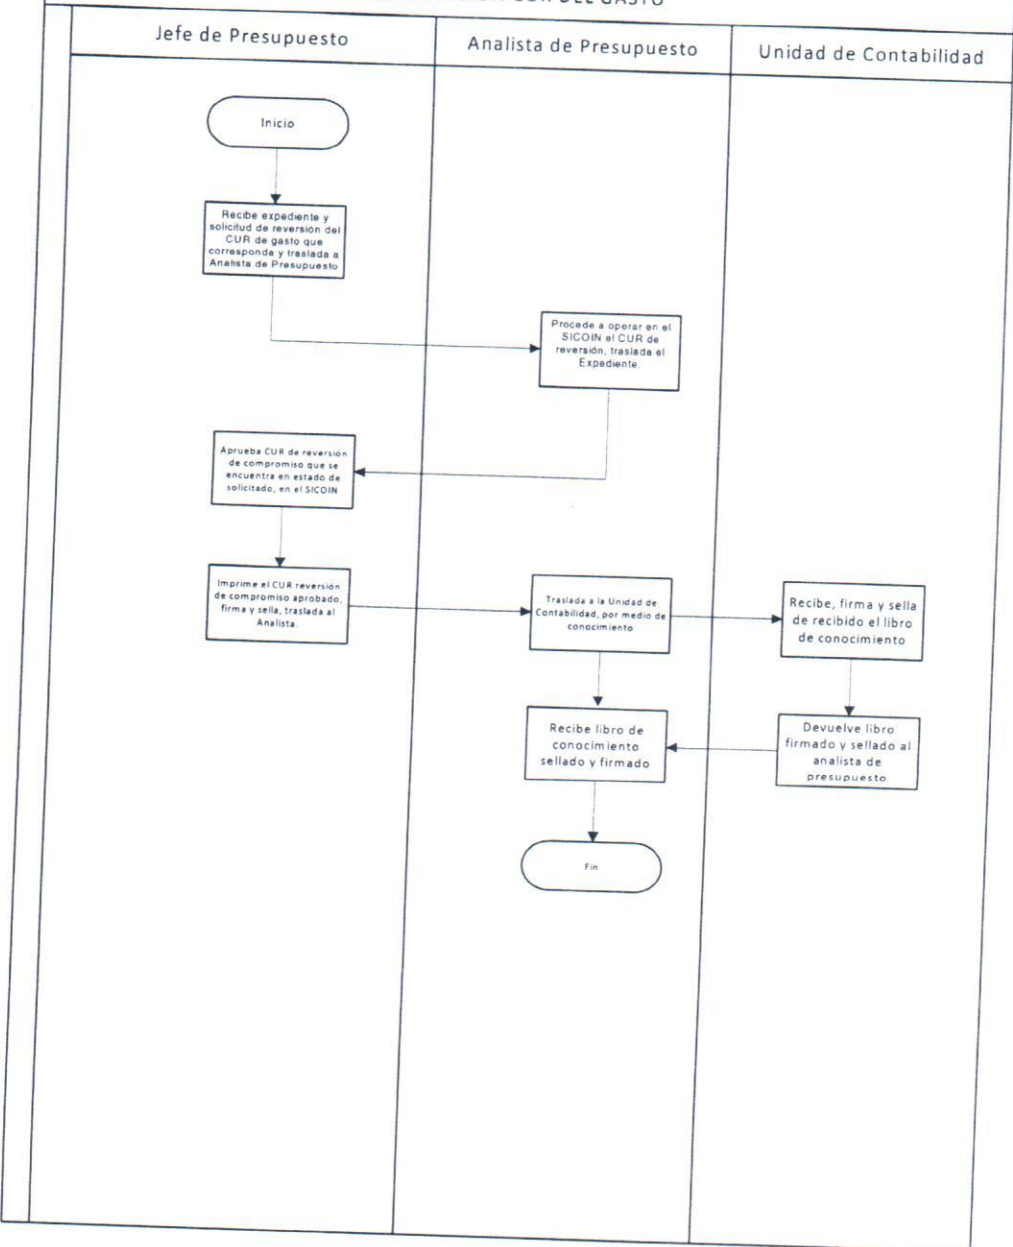 CUR DEL GASTO
Jefe de Presupuesto
Analista de Presupuesto
Unidad de Contabilidad
Inicio
Recibe expediente y
solicitud de reversión del
CUR de gasto que
corresponda y traslada a
Analista de Presupuesto
Procede a operar en el
SICOIN el CUR de
reversión, traslada el
Expediente.
Aprueba CUR de reversión
de compromiso que se
encuentra en estado de
solicitado, en el SICOIN
Imprime el CUR reversión
de compromiso aprobado,
firma y sella, traslada al
Analista.
Traslada a la Unidad de
Contabilidad, por medio de
conocimiento
Recibe, firma y sella
de recibido el libro
de conocimiento
Recibe libro de
conocimiento
sellado y firmado
Devuelve libro
firmado y sellado al
analista de
presupuesto
Fin